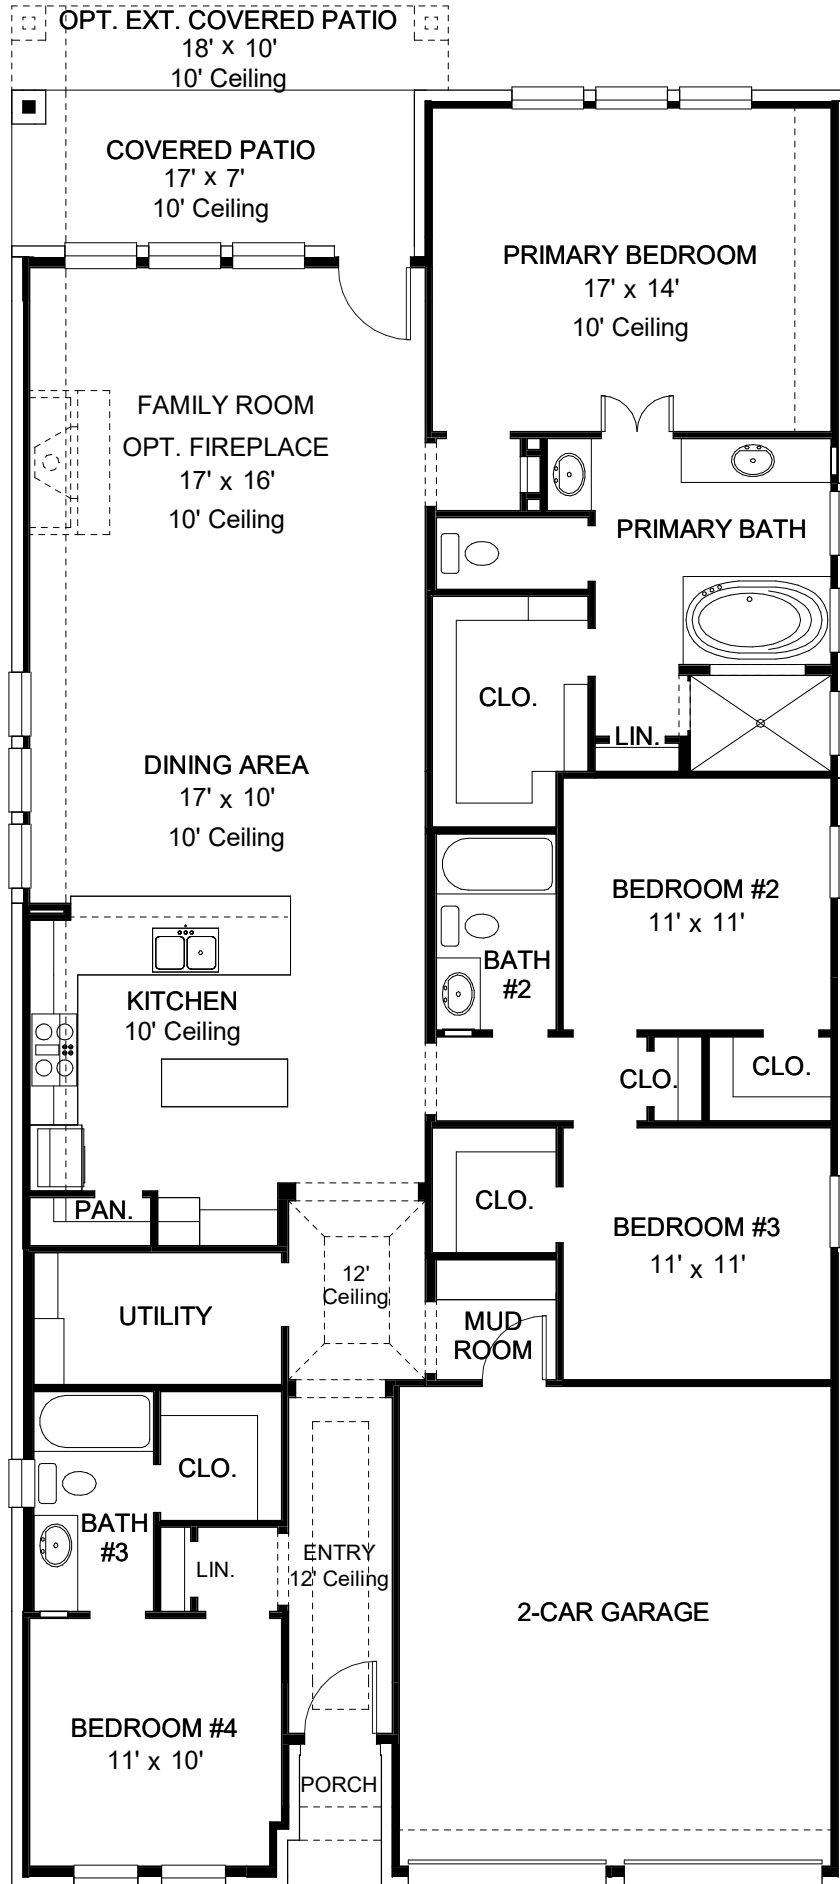 OPT. EXT. COVERED PATIO
18' x 10'
10' Ceiling
COVERED PATIO
17' x 7'
10' Ceiling
PRIMARY BEDROOM
17' x 14'
10' Ceiling
FAMILY ROOM
OPT. FIREPLACE
17' x 16'
10' Ceiling
PRIMARY BATH
CLO.
LIN.
DINING AREA
17' x 10'
10' Ceiling
BEDROOM #2
11' x 11'
BATH
#2
KITCHEN
10' Ceiling
CLO.
CLO.
PAN.
CLO.
BEDROOM #3
11' x 11'
12'
Ceiling
UTILITY
MUD
ROOM
CLO.
BATH
#3
LIN.
ENTRY
12' Ceiling
2-CAR GARAGE
BEDROOM #4
11' x 10'
PORCH